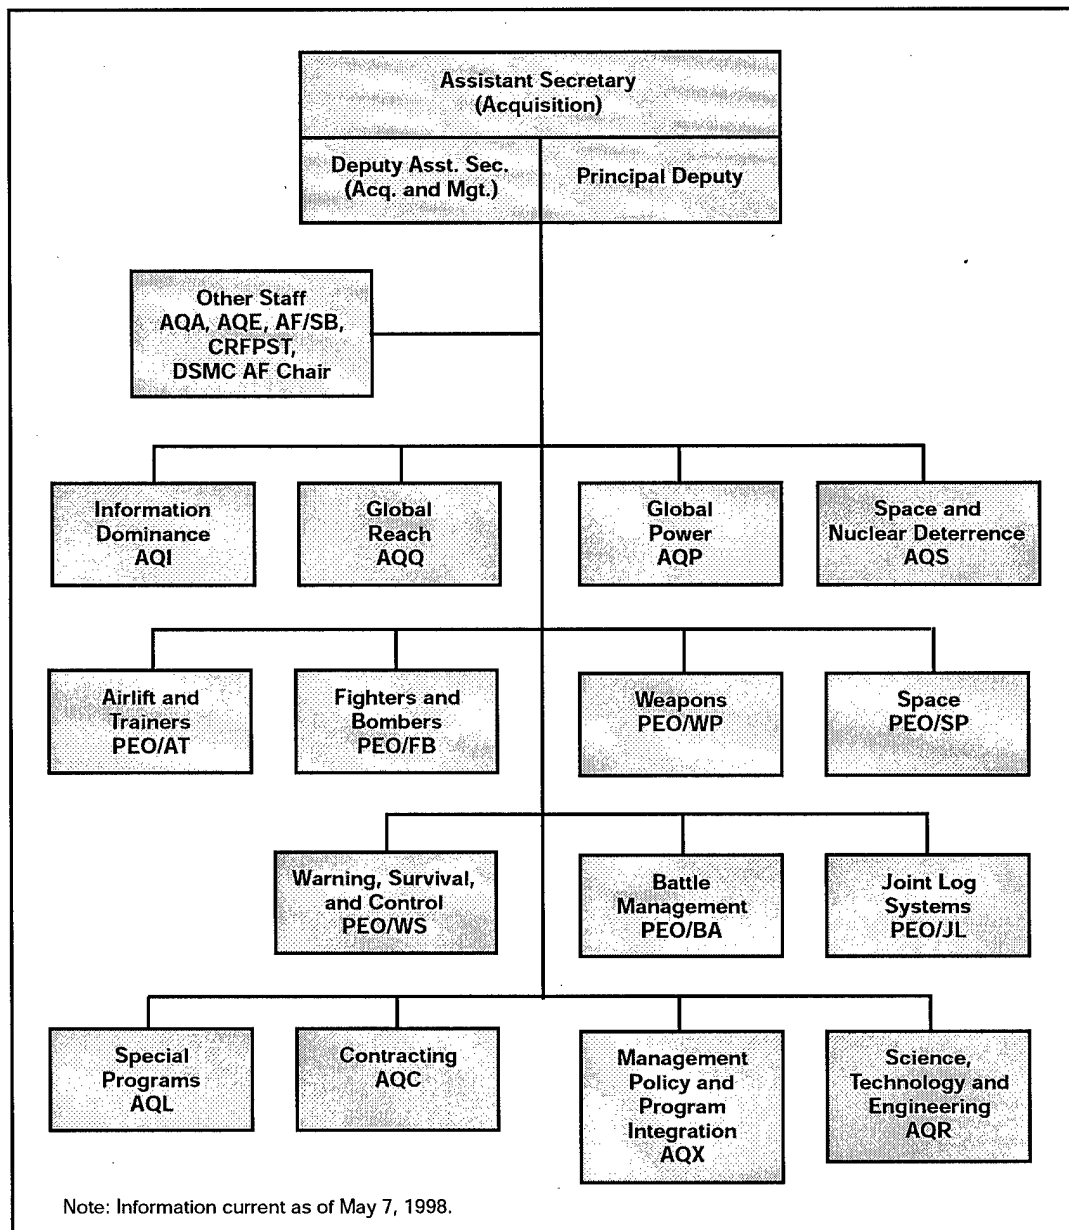 Assistant Secretary
(Acquisition)
Deputy Asst. Sec.
(Acq. and Mgt.)
Principal Deputy
Other Staff
AQA, AQE, AF/SB,
CRFPST,
DSMC AF Chair
Information
Dominance
AQI
Global
Reach
AQQ
Global
Power
AQP
Space and
Nuclear Deterrence
AQS
Airlift and
Trainers
PEO/AT
Fighters and
Bombers
PEO/FB
Weapons
PEO/WP
Space
PEO/SP
Warning, Survival,
and Control
PEO/WS
Battle
Management
PEO/BA
Joint Log
Systems
PEO/JL
Special
Programs
AQL
Contracting
AQC
Management
Policy and
Program
Integration
AQX
Science,
Technology and
Engineering
AQR
Note: Information current as of May 7, 1998.